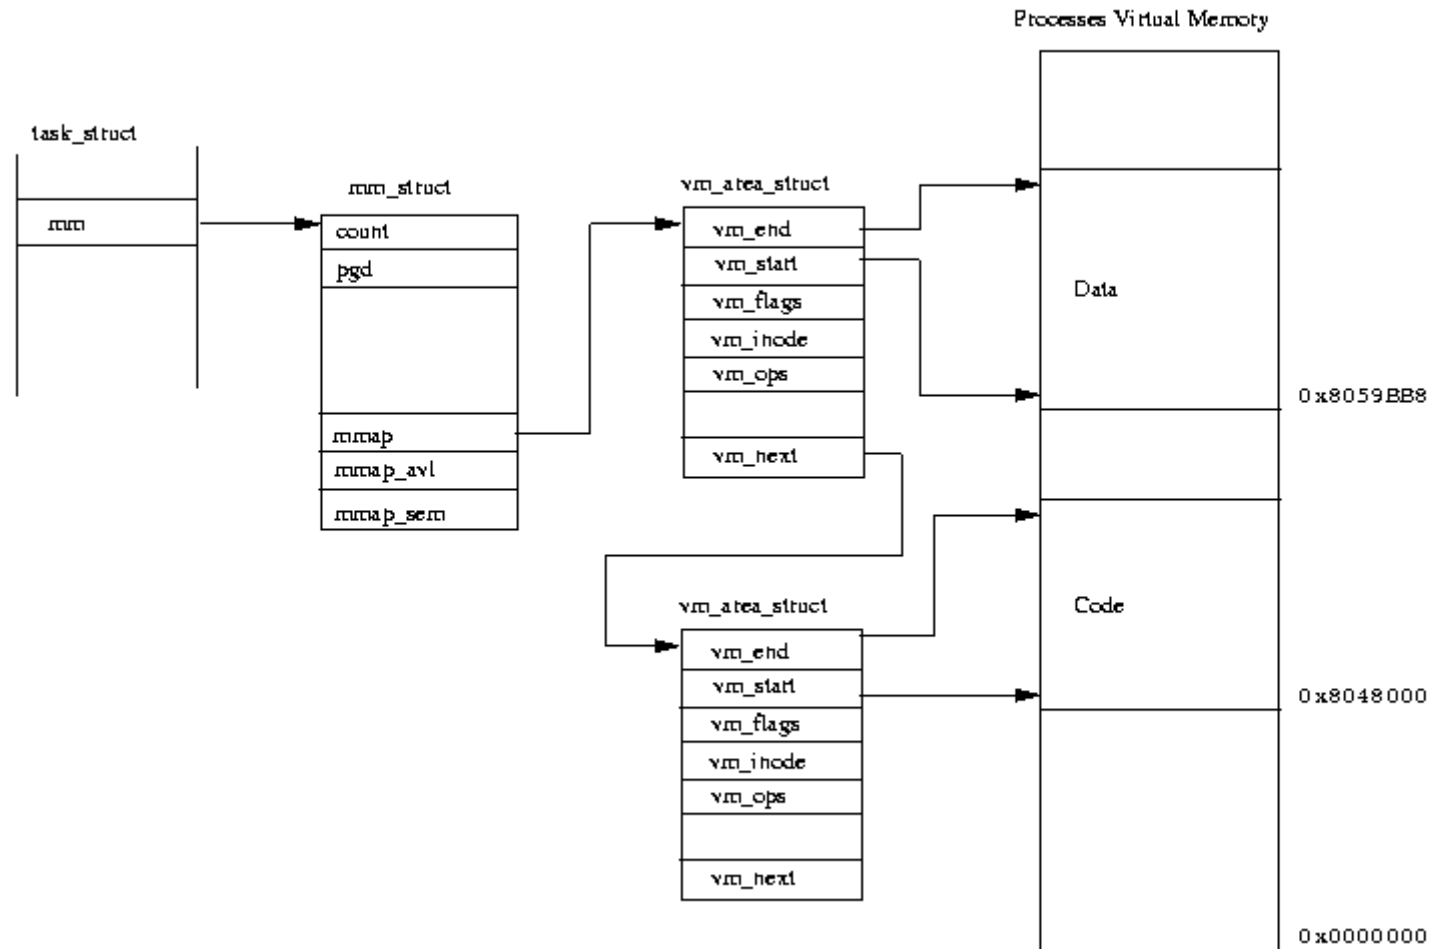 Processes Virtual Memory
task_struct
mm
mm_struct
count
pgd
mmap
mmap_avl
mmap_sem
vm_area_struct
vm_end
vm_start
vm_flags
vm_inode
vm_ops
vm_next
vm_area_struct
vm_end
vm_start
vm_flags
vm_inode
vm_ops
vm_next
Data
0x8059BB8
Code
0x8048000
0x0000000